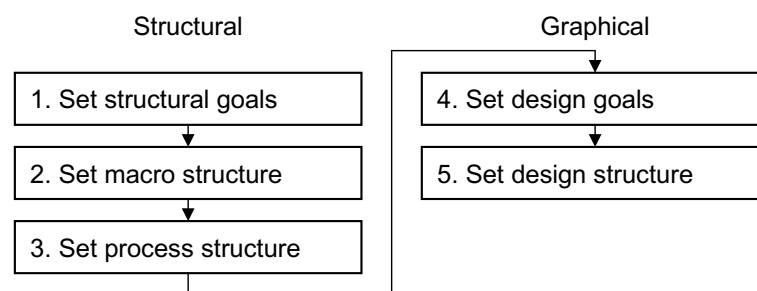 Structural
Graphical
1. Set structural goals
2. Set macro structure
3. Set process structure
4. Set design goals
5. Set design structure